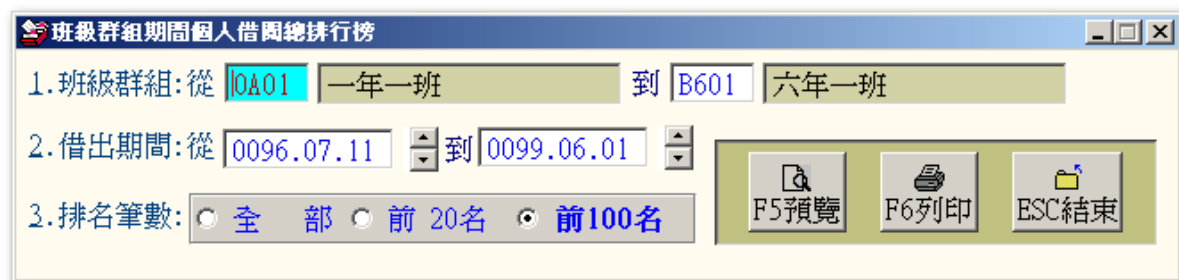 班級群組期間個人借閱總排行榜
1.班級群組:從 0A01 一年一班 到 B601 六年一班
2.借出期間:從 0096.07.11 到 0099.06.01
3.排名筆數: 全 部 前 20名 前100名
F5預覽 F6列印 ESC結束